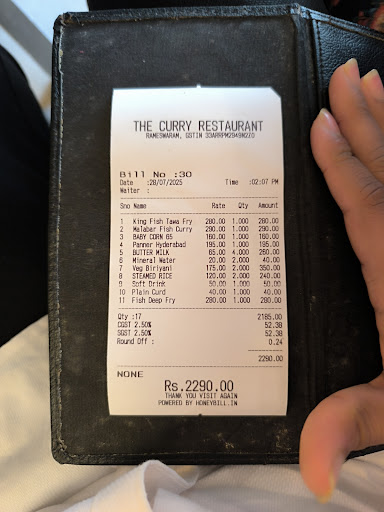 THE CURRY RESTAURANT
RAMESWARAM, GSTIN 33ARRPM2949N2Z0
Bill No :30
Date :28/07/2025 Time :02:07 PM
Waiter :
Sno Name Rate Qty Amount
1 King Fish Tawa Fry 280.00 1.000 280.00
2 Malabar Fish Curry 290.00 1.000 290.00
3 BABY CORN 65 160.00 1.000 160.00
4 Panner Hyderabad 195.00 1.000 195.00
5 BUTTER MILK 65.00 4.000 260.00
6 Mineral Water 20.00 2.000 40.00
7 Veg Biriyani 175.00 2.000 350.00
8 STEAMED RICE 120.00 2.000 240.00
9 Soft Drink 50.00 1.000 50.00
10 Plain Curd 40.00 1.000 40.00
11 Fish Deep Fry 280.00 1.000 280.00
Qty :17 2185.00
CGST 2.50% 52.38
SGST 2.50% 52.38
Round Off : 0.24
2290.00
NONE
Rs.2290.00
THANK YOU VISIT AGAIN
POWERED BY HONEYBILL.IN